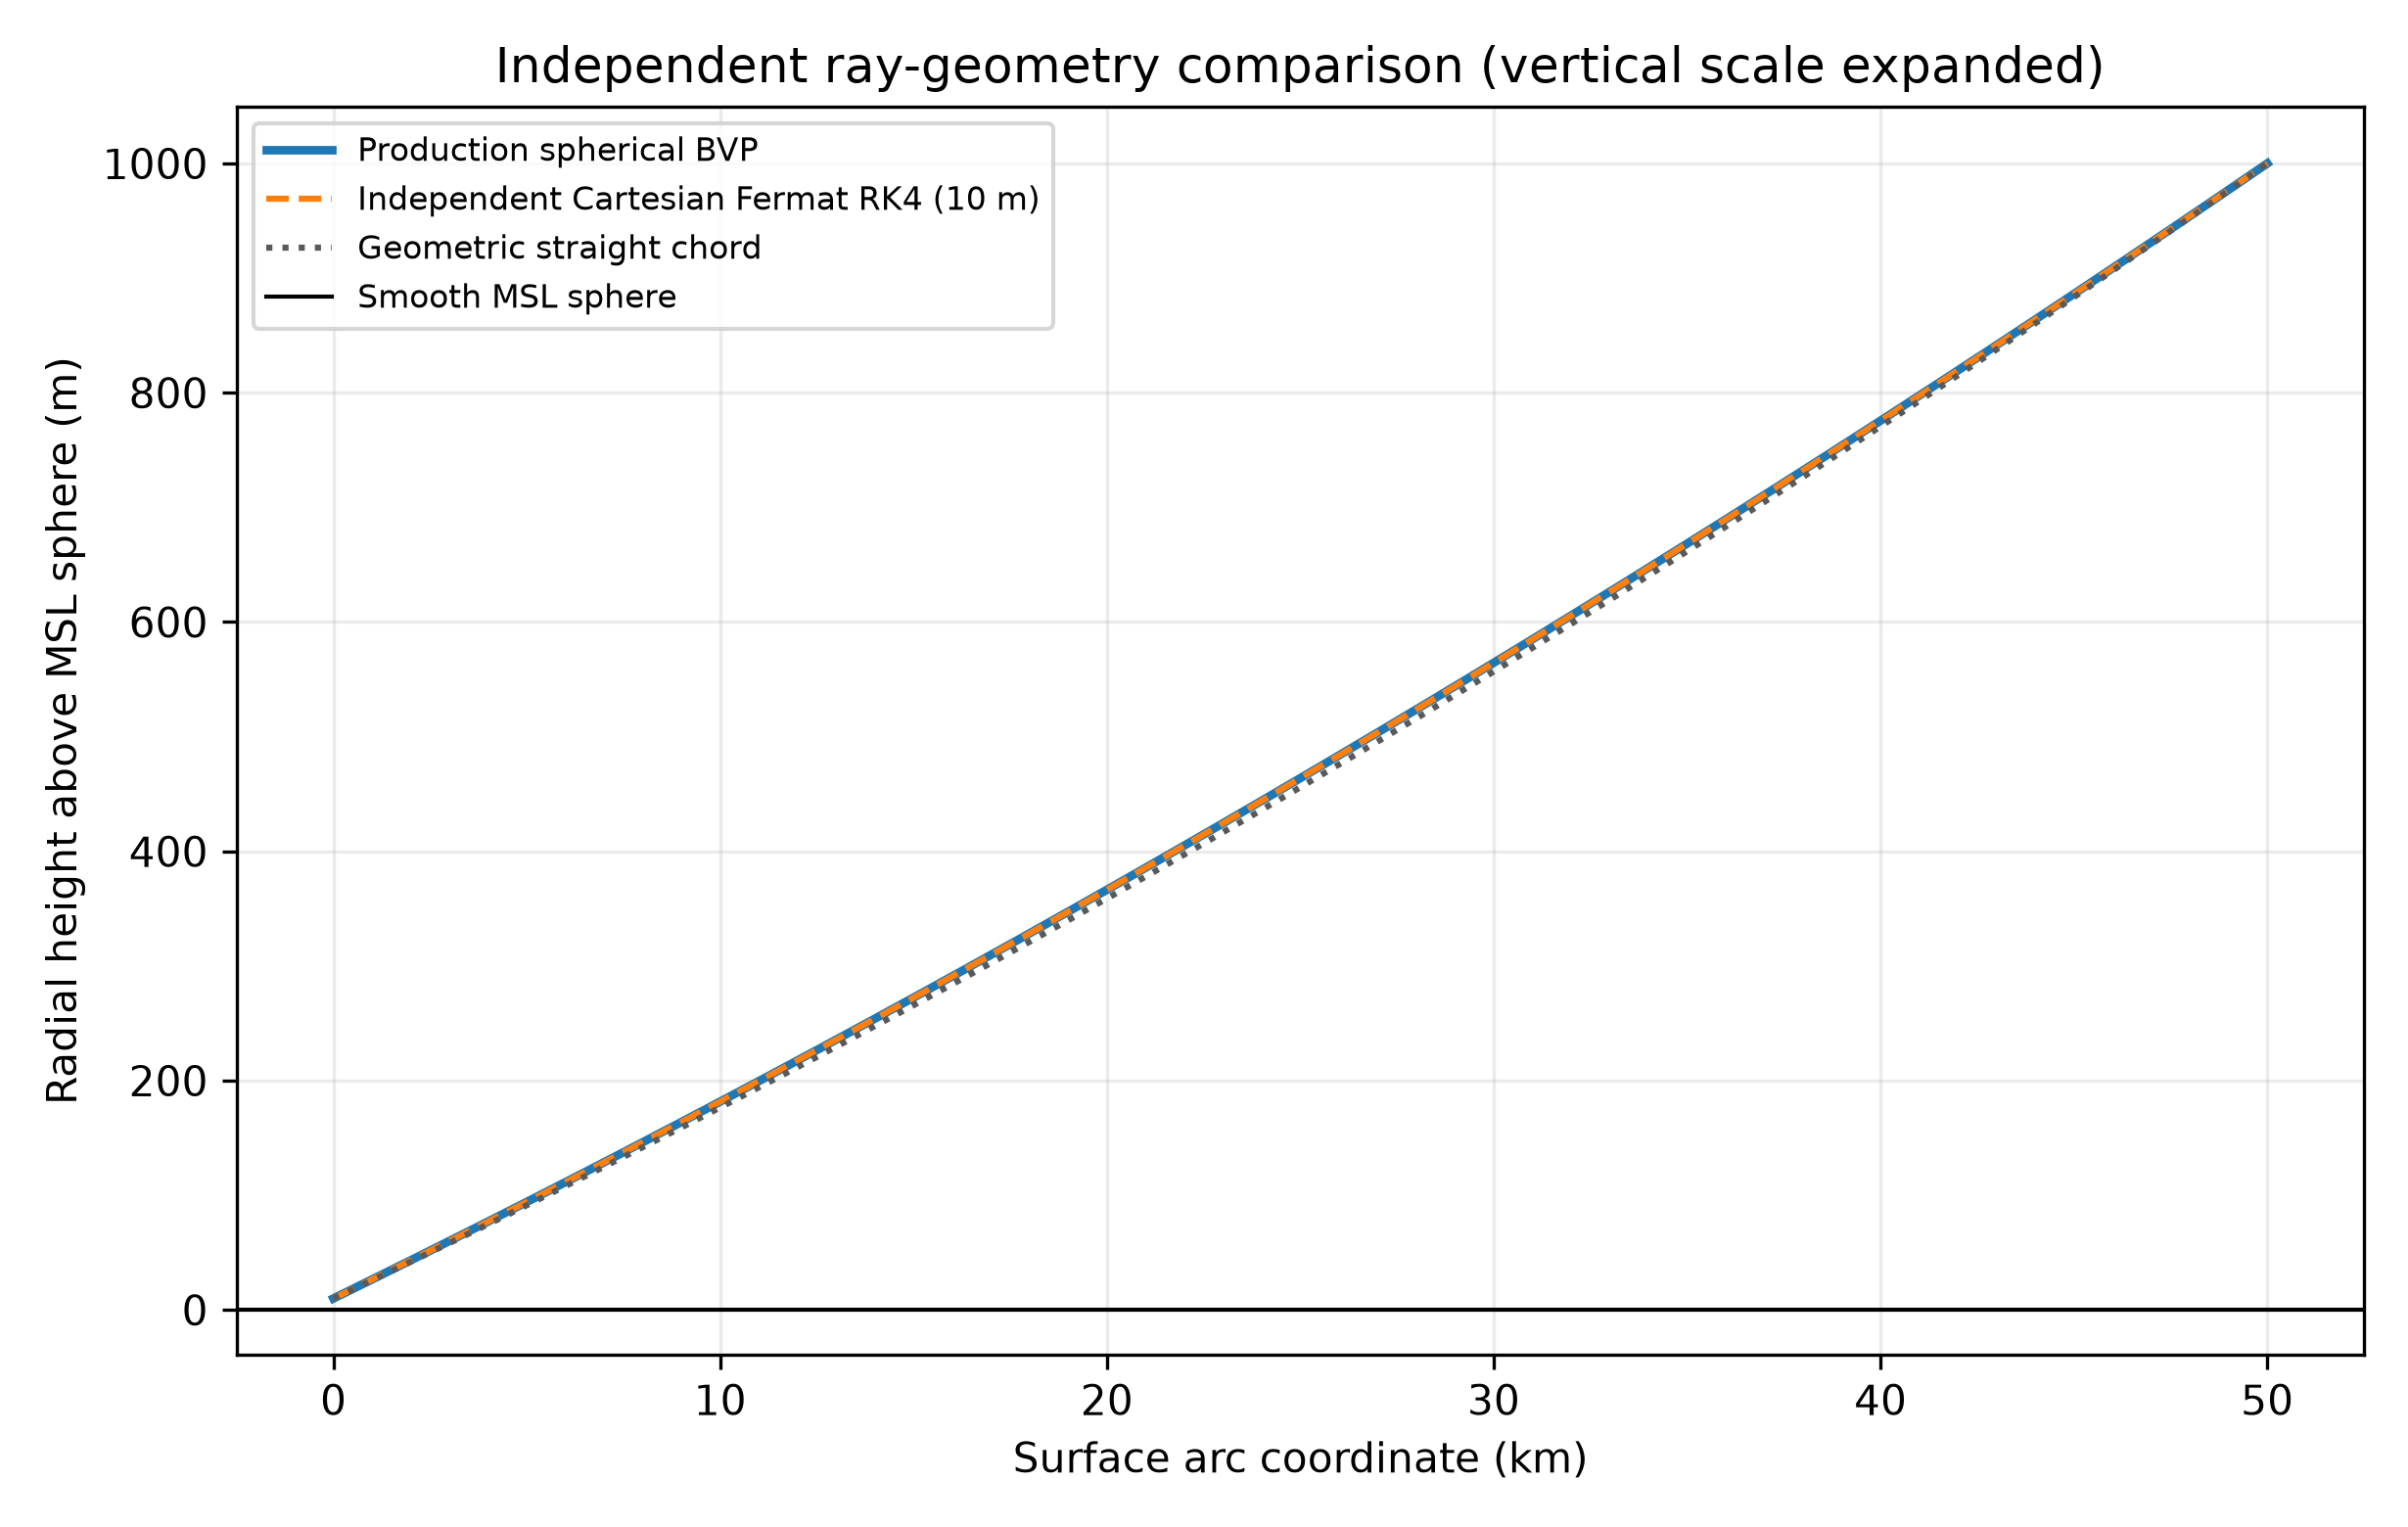 Independent ray-geometry comparison (vertical scale expanded)
Production spherical BVP
Independent Cartesian Fermat RK4 (10 m)
Geometric straight chord
Smooth MSL sphere
Radial height above MSL sphere (m)
1000
800
600
400
200
0
0 10 20 30 40 50
Surface arc coordinate (km)